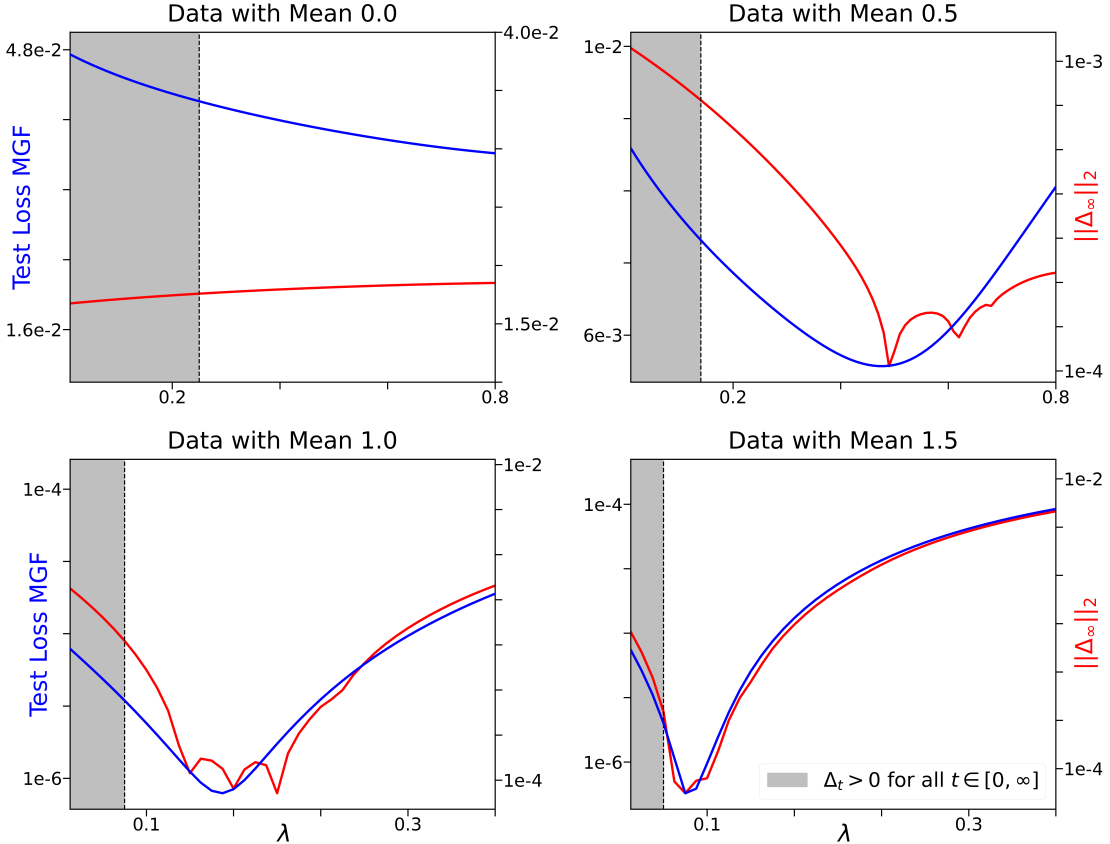 Data with Mean 0.0
4.8e-2
1.6e-2
Test Loss MGF
4.0e-2
1.5e-2
0.2
0.8
Data with Mean 0.5
1e-2
6e-3
1e-3
1e-4
||Δ∞||2
0.2
0.8
Data with Mean 1.0
1e-4
1e-6
Test Loss MGF
1e-2
1e-4
0.1
0.3
λ
Data with Mean 1.5
1e-4
1e-6
1e-2
1e-4
||Δ∞||2
Δt > 0 for all t ∈ [0, ∞]
0.1
0.3
λ